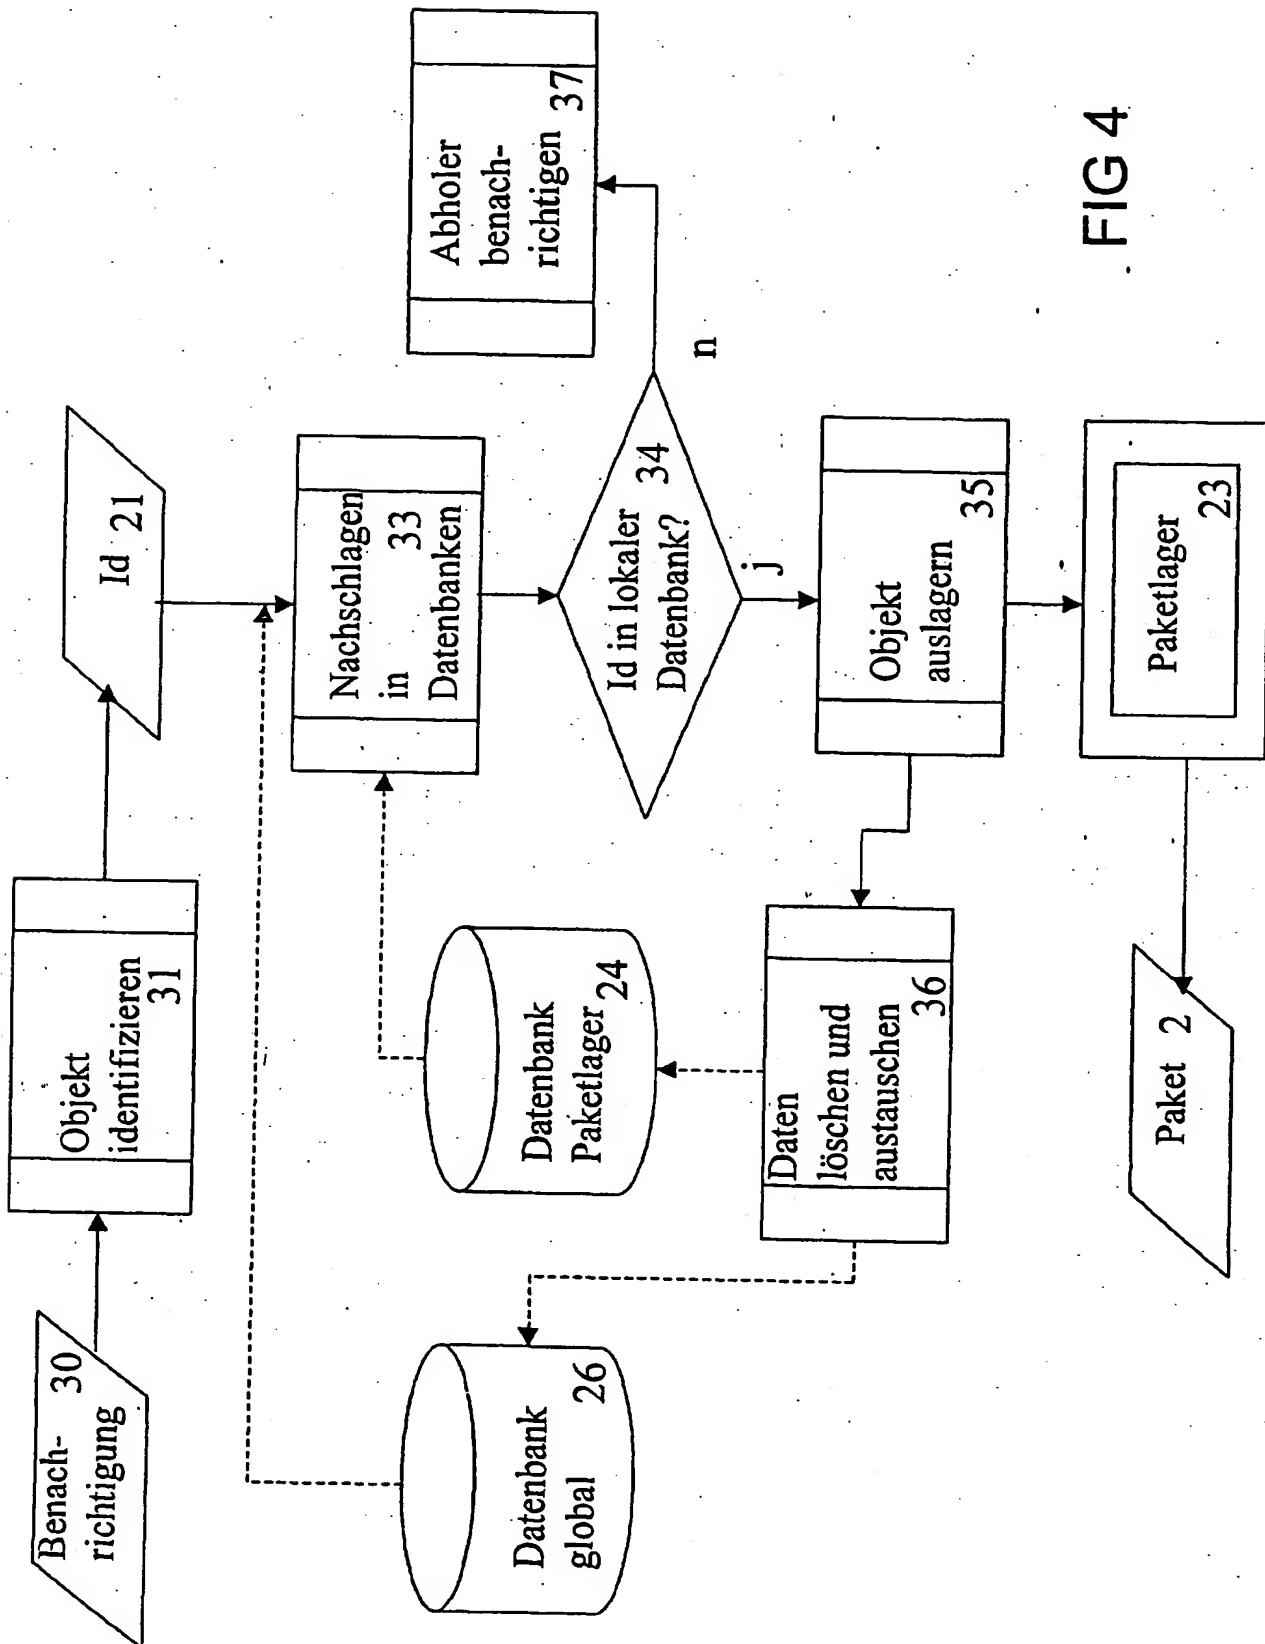 Benach-
richtigung 30
Objekt
identifizieren
31
Id 21
Datenbank
global 26
Datenbank
Paketlager 24
Nachschlagen
in 33
Datenbanken
Abholer
benach-
richtigen 37
Id in lokaler
Datenbank? 34
n
j
Daten
löschen und
austauschen 36
Objekt
auslagern 35
Paket 2
Paketlager 23
FIG 4